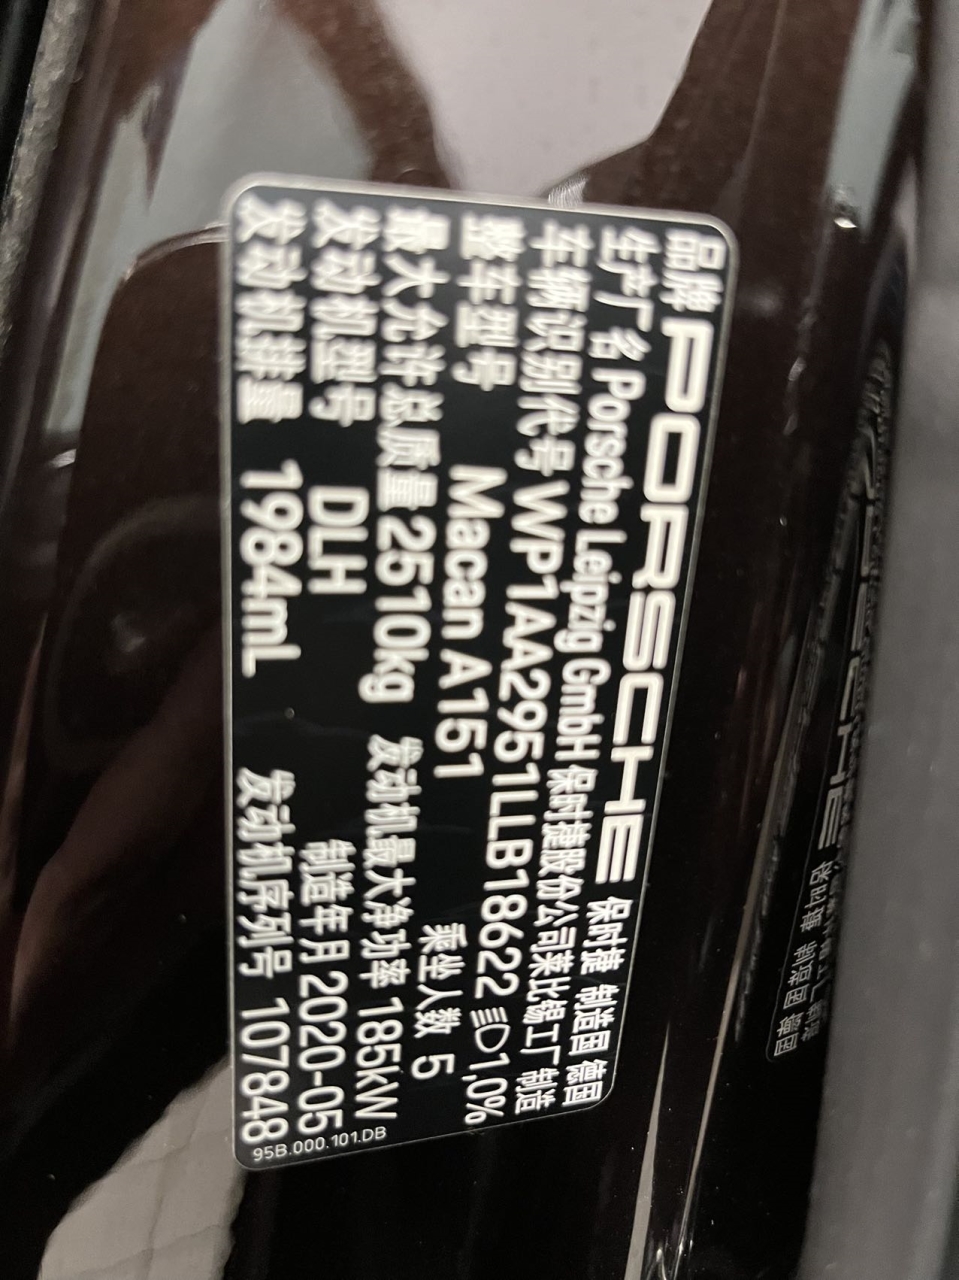 品牌 PORSCHE 保时捷 制造国 德国
生产厂名 Porsche Leipzig GmbH 保时捷股份公司莱比锡工厂 制造
车辆识别代号 WP1AA2951LLB18622 1,0%
整车型号 Macan A151 乘坐人数 5
最大允许总质量 2510kg 发动机最大净功率 185kW
发动机型号 DLH 制造年月 2020-05
发动机排量 1984mL 发动机序列号 107848
95B.000.101.DB